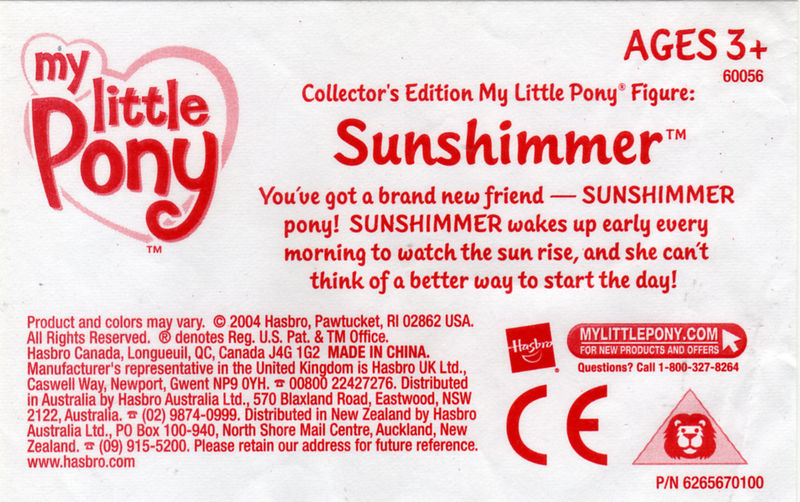 my
little
Pony
TM
AGES 3+
60056
Collector's Edition My Little Pony® Figure:
Sunshimmer™
You've got a brand new friend — SUNSHIMMER
pony! SUNSHIMMER wakes up early every
morning to watch the sun rise, and she can't
think of a better way to start the day!
Product and colors may vary. © 2004 Hasbro, Pawtucket, RI 02862 USA.
All Rights Reserved. ® denotes Reg. U.S. Pat. & TM Office.
Hasbro Canada, Longueuil, QC, Canada J4G 1G2 MADE IN CHINA.
Manufacturer's representative in the United Kingdom is Hasbro UK Ltd.,
Caswell Way, Newport, Gwent NP9 0YH. ☎ 00800 22427276. Distributed
in Australia by Hasbro Australia Ltd., 570 Blaxland Road, Eastwood, NSW
2122, Australia. ☎ (02) 9874-0999. Distributed in New Zealand by Hasbro
Australia Ltd., PO Box 100-940, North Shore Mail Centre, Auckland, New
Zealand. ☎ (09) 915-5200. Please retain our address for future reference.
www.hasbro.com
Hasbro®
MYLITTLEPONY.COM
FOR NEW PRODUCTS AND OFFERS
Questions? Call 1-800-327-8264
CE
P/N 6265670100